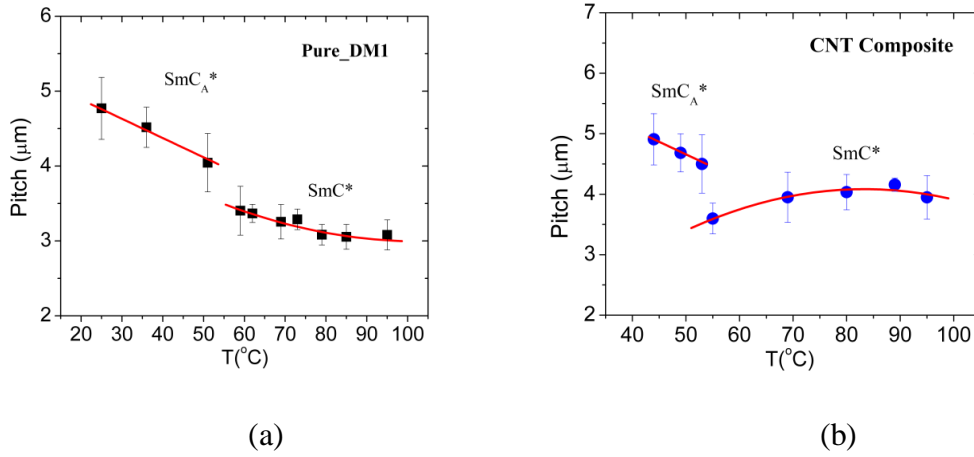 Pure_DM1
SmC_A*
SmC*
Pitch (μm)
6
5
4
3
2
20 30 40 50 60 70 80 90 100
T(°C)
(a)
CNT Composite
SmC_A*
SmC*
Pitch (μm)
7
6
5
4
3
2
40 50 60 70 80 90 100
T(°C)
(b)